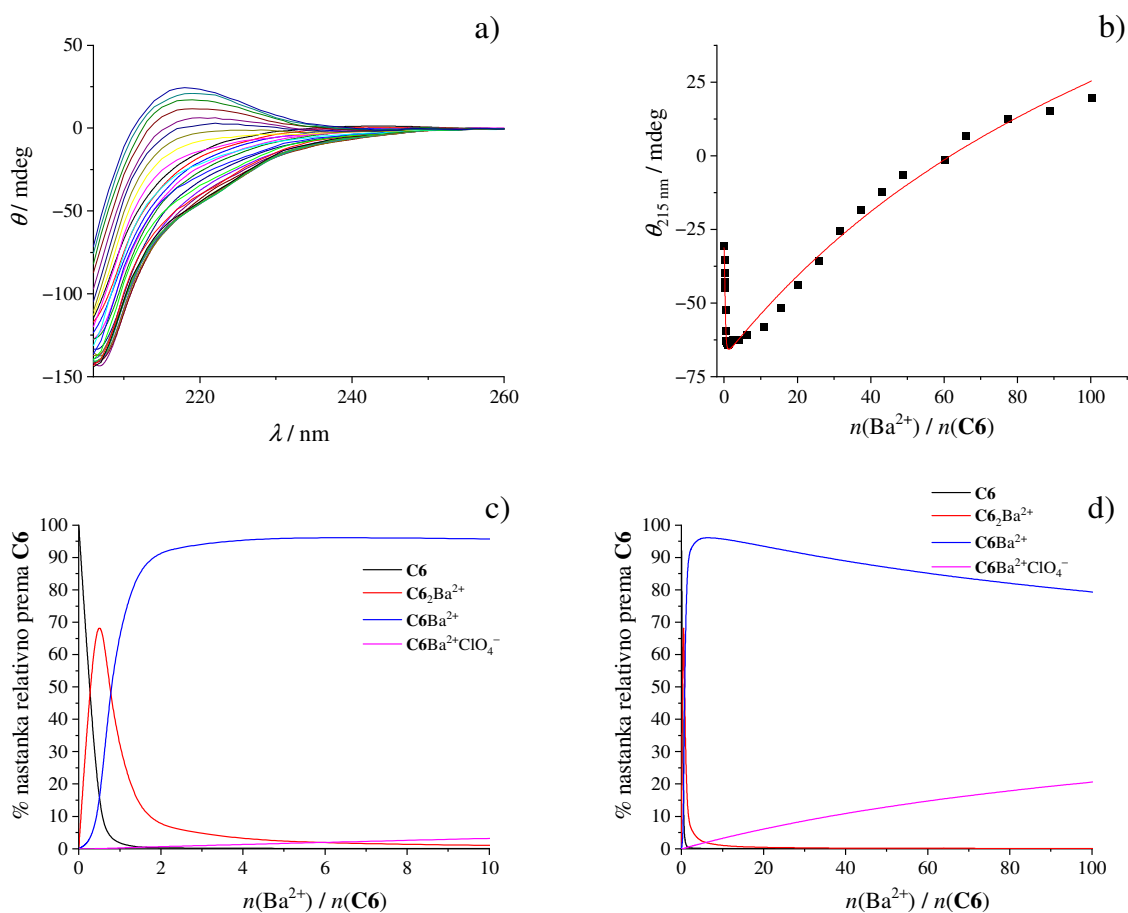 a)
50
0
−50
−100
−150
220
240
260
θ / mdeg
λ / nm
b)
25
0
−25
−50
−75
0
20
40
60
80
100
θ215 nm / mdeg
n(Ba2+) / n(C6)
c)
100
90
80
70
60
50
40
30
20
10
0
0
2
4
6
8
10
% nastanka relativno prema C6
n(Ba2+) / n(C6)
C6
C62Ba2+
C6Ba2+
C6Ba2+ClO4−
d)
C6
C62Ba2+
C6Ba2+
C6Ba2+ClO4−
100
90
80
70
60
50
40
30
20
10
0
0
20
40
60
80
100
% nastanka relativno prema C6
n(Ba2+) / n(C6)